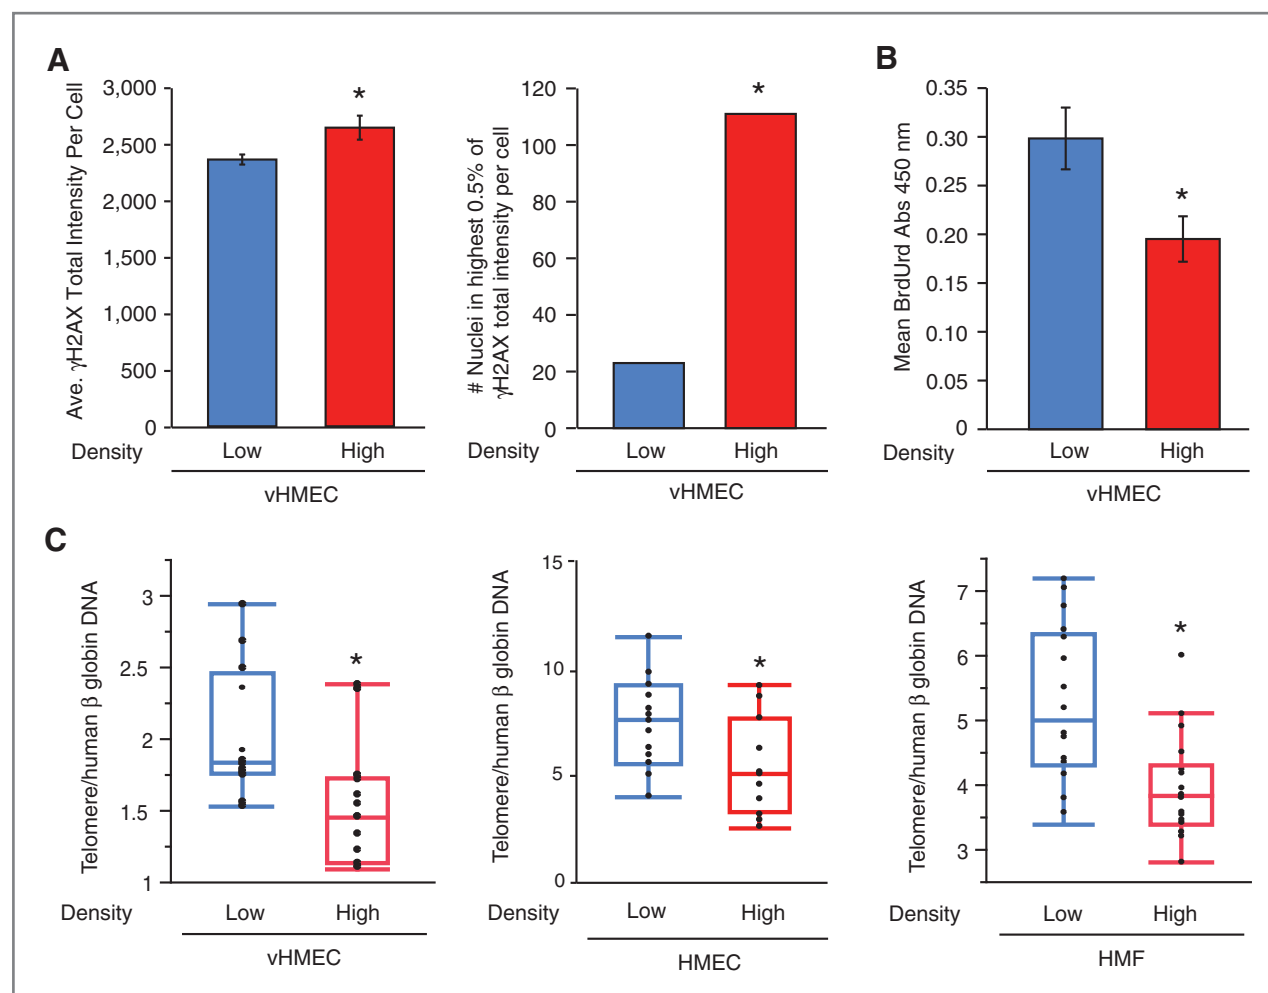 A
Ave. γH2AX Total Intensity Per Cell
3,000
2,500
2,000
1,500
1,000
500
0
*
Density
Low
High
vHMEC
# Nuclei in highest 0.5% of
γH2AX total intensity per cell
120
100
80
60
40
20
0
*
Density
Low
High
vHMEC
B
Mean BrdUrd Abs 450 nm
0.35
0.30
0.25
0.20
0.15
0.10
0.05
0
*
Density
Low
High
vHMEC
C
Telomere/human β globin DNA
3
2.5
2
1.5
1
*
Density
Low
High
vHMEC
Telomere/human β globin DNA
15
10
5
0
*
Density
Low
High
HMEC
Telomere/human β globin DNA
7
6
5
4
3
*
Density
Low
High
HMF